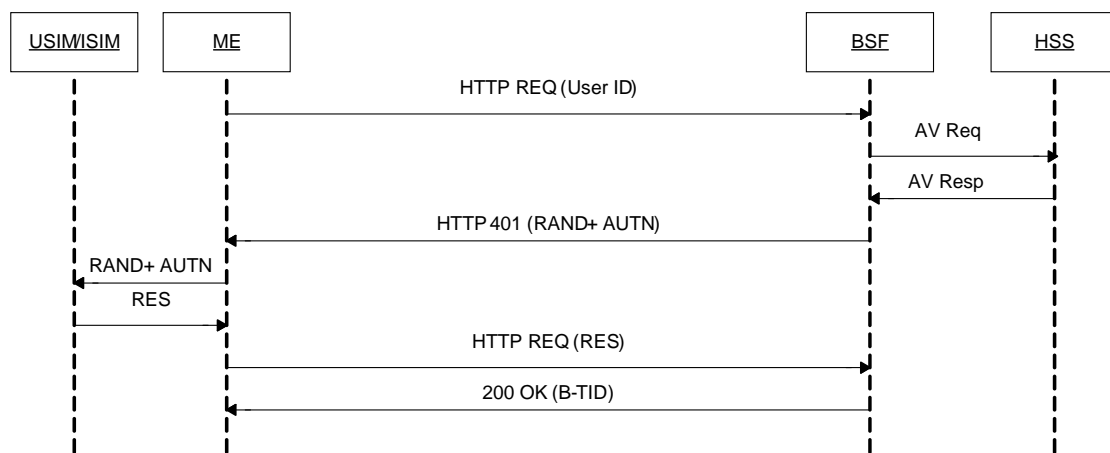 USIM/ISIM ME BSF HSS
HTTP REQ (User ID)
AV Req
AV Resp
HTTP 401 (RAND+ AUTN)
RAND+ AUTN
RES
HTTP REQ (RES)
200 OK (B-TID)